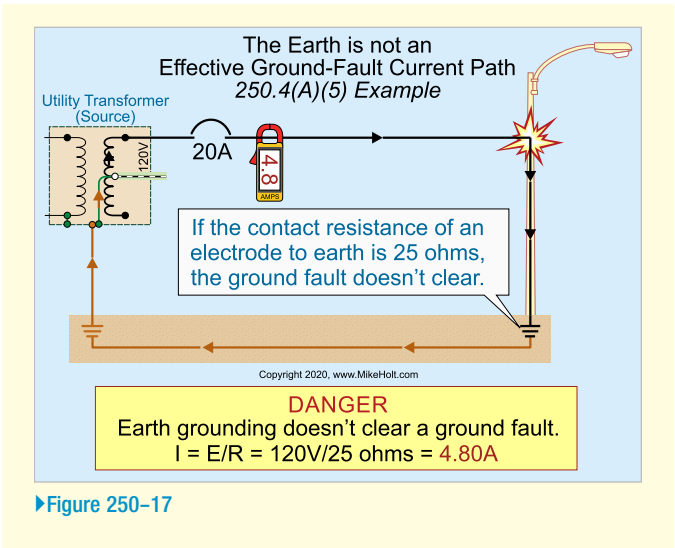 The Earth is not an
Effective Ground-Fault Current Path
250.4(A)(5) Example
Utility Transformer
(Source)
120V
20A
4.8
AMPS
If the contact resistance of an
electrode to earth is 25 ohms,
the ground fault doesn't clear.
Copyright 2020, www.MikeHolt.com
DANGER
Earth grounding doesn't clear a ground fault.
I = E/R = 120V/25 ohms = 4.80A
Figure 250–17